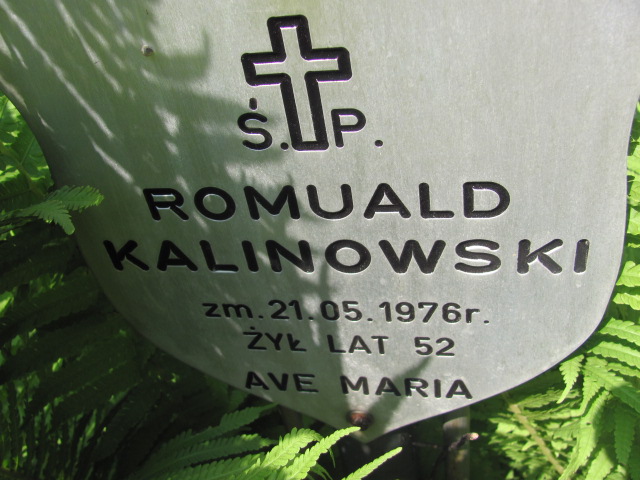 Ś.P.
ROMUALD
KALINOWSKI
zm. 21.05.1976r.
ŻYŁ LAT 52
AVE MARIA